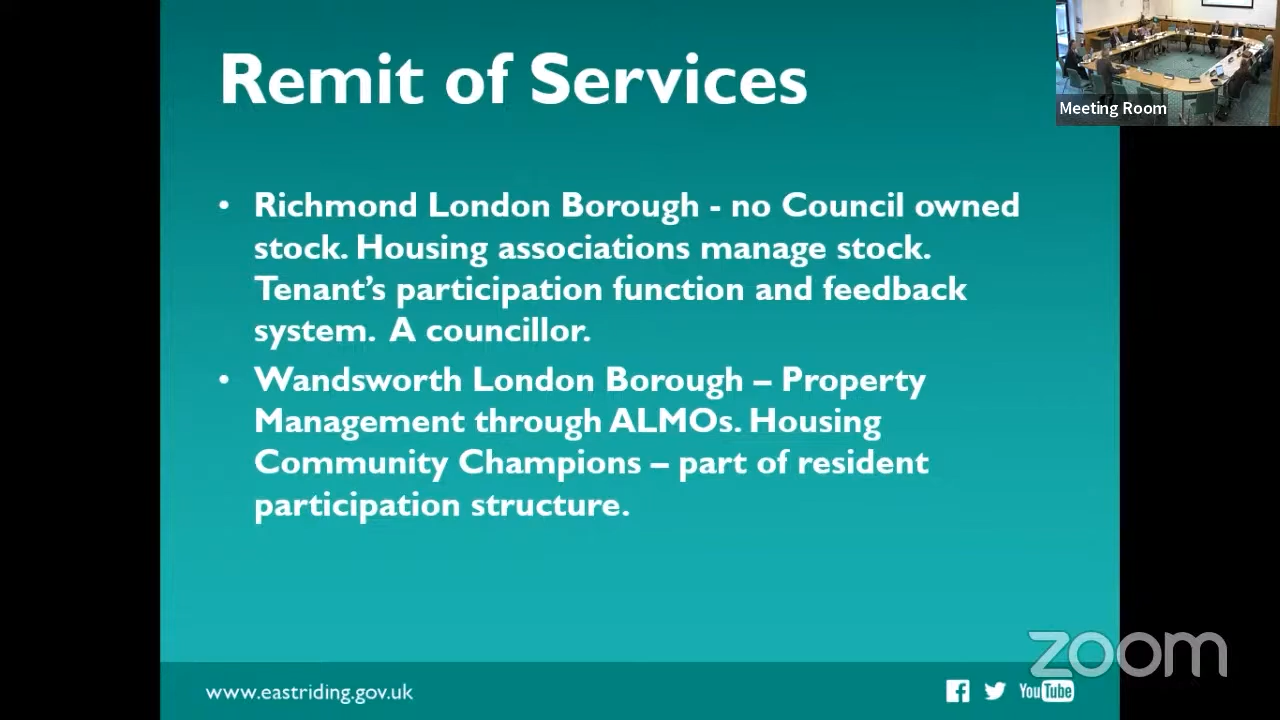 Remit of Services
Meeting Room
• Richmond London Borough - no Council owned
stock. Housing associations manage stock.
Tenant’s participation function and feedback
system. A councillor.
• Wandsworth London Borough – Property
Management through ALMOs. Housing
Community Champions – part of resident
participation structure.
zoom
www.eastriding.gov.uk
YouTube